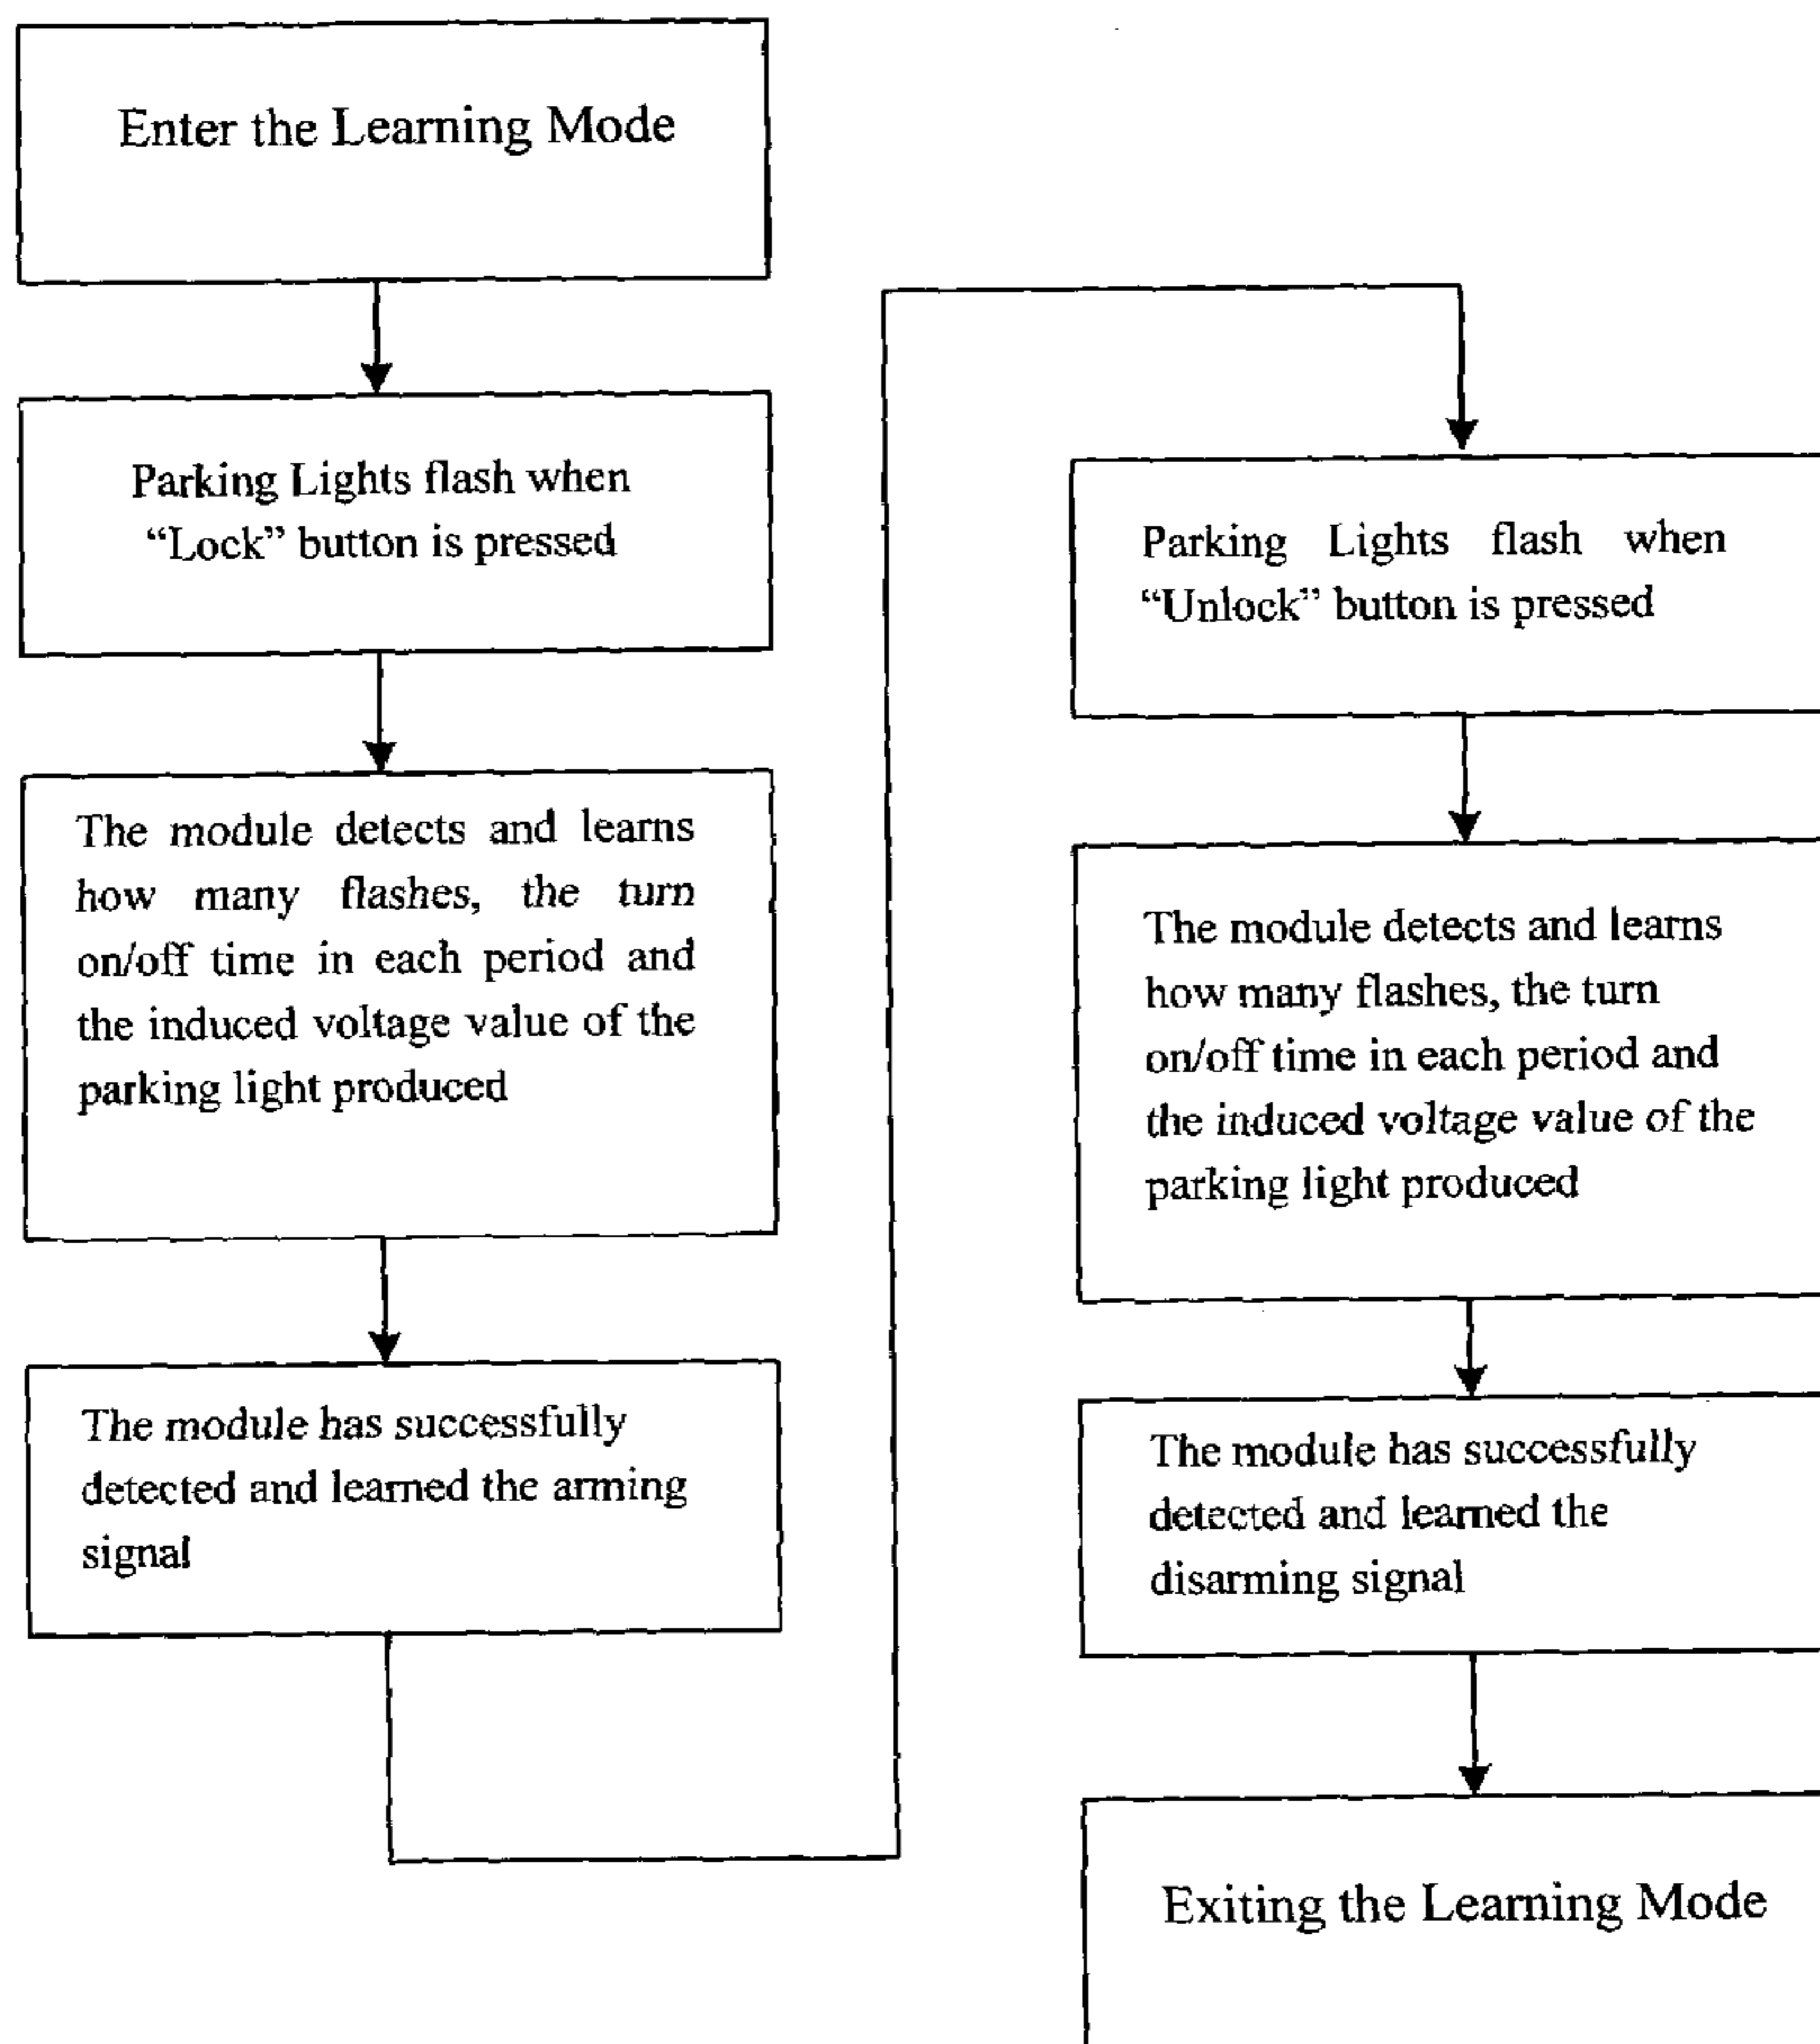 Enter the Learning Mode
Parking Lights flash when
“Lock” button is pressed
The module detects and learns
how many flashes, the turn
on/off time in each period and
the induced voltage value of the
parking light produced
The module has successfully
detected and learned the arming
signal
Parking Lights flash when
“Unlock” button is pressed
The module detects and learns
how many flashes, the turn
on/off time in each period and
the induced voltage value of the
parking light produced
The module has successfully
detected and learned the
disarming signal
Exiting the Learning Mode